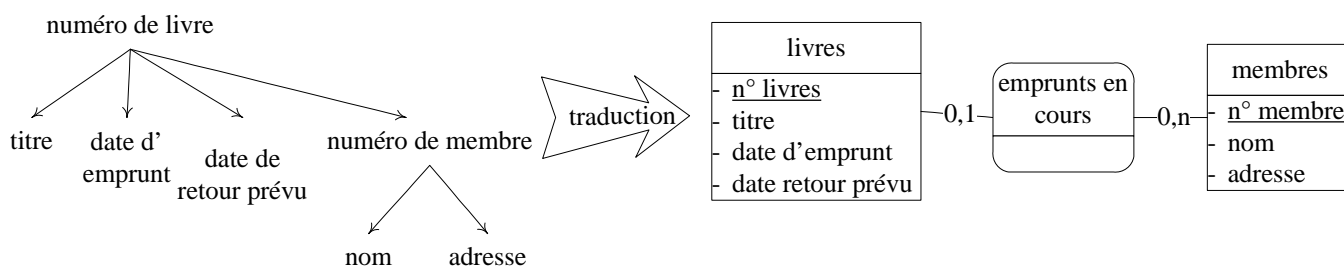 numéro de livre
titre
date d'
emprunt
date de
retour prévu
numéro de membre
nom
adresse
traduction
livres
- n° livres
- titre
- date d'emprunt
- date retour prévu
0,1
emprunts en
cours
0,n
membres
- n° membre
- nom
- adresse